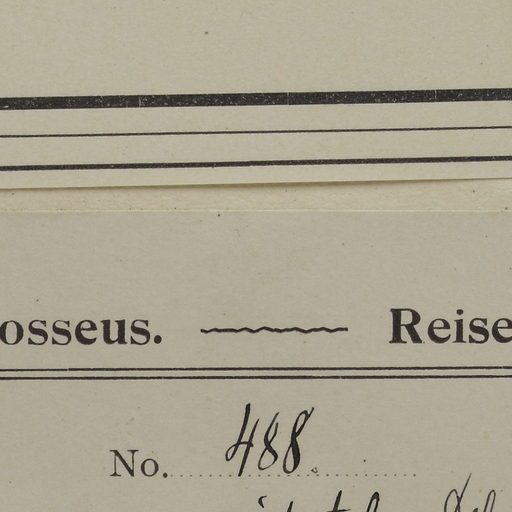 osseus. Reise
No. 488.